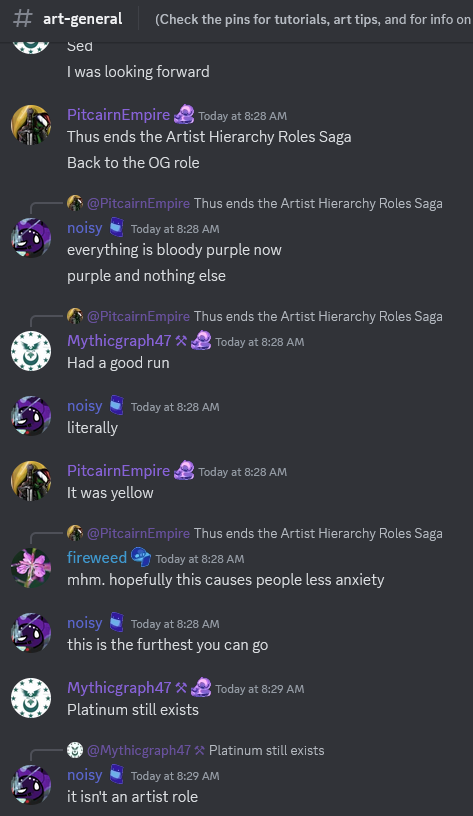 # art-general (Check the pins for tutorials, art tips, and for info on
Sed
I was looking forward
PitcairnEmpire Today at 8:28 AM
Thus ends the Artist Hierarchy Roles Saga
Back to the OG role
@PitcairnEmpire Thus ends the Artist Hierarchy Roles Saga
noisy Today at 8:28 AM
everything is bloody purple now
purple and nothing else
@PitcairnEmpire Thus ends the Artist Hierarchy Roles Saga
Mythicgraph47 ⚒ Today at 8:28 AM
Had a good run
noisy Today at 8:28 AM
literally
PitcairnEmpire Today at 8:28 AM
It was yellow
@PitcairnEmpire Thus ends the Artist Hierarchy Roles Saga
fireweed Today at 8:28 AM
mhm. hopefully this causes people less anxiety
noisy Today at 8:28 AM
this is the furthest you can go
Mythicgraph47 ⚒ Today at 8:29 AM
Platinum still exists
@Mythicgraph47 ⚒ Platinum still exists
noisy Today at 8:29 AM
it isn't an artist role